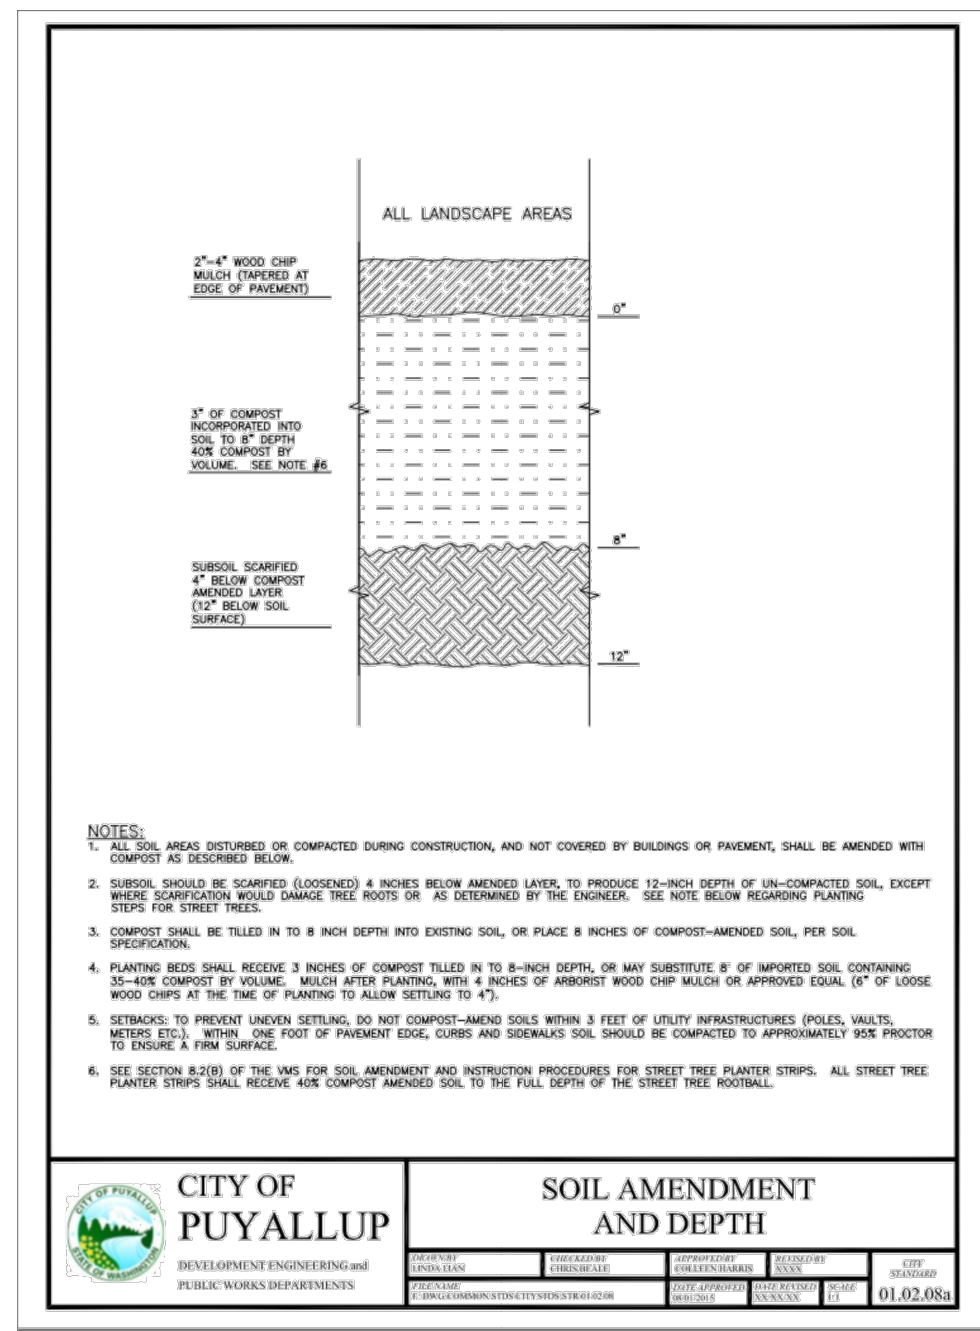 ALL LANDSCAPE AREAS
2"-4" WOOD CHIP
MULCH (TAPERED AT
EDGE OF PAVEMENT)
0"
3" OF COMPOST
INCORPORATED INTO
SOIL TO 8" DEPTH
40% COMPOST BY
VOLUME. SEE NOTE #6
8"
SUBSOIL SCARIFIED
4" BELOW COMPOST
AMENDED LAYER
(12" BELOW SOIL
SURFACE)
12"
NOTES:
1. ALL SOIL AREAS DISTURBED OR COMPACTED DURING CONSTRUCTION, AND NOT COVERED BY BUILDINGS OR PAVEMENT, SHALL BE AMENDED WITH
COMPOST AS DESCRIBED BELOW.
2. SUBSOIL SHOULD BE SCARIFIED (LOOSENED) 4 INCHES BELOW AMENDED LAYER, TO PRODUCE 12-INCH DEPTH OF UN-COMPACTED SOIL, EXCEPT
WHERE SCARIFICATION WOULD DAMAGE TREE ROOTS OR AS DETERMINED BY THE ENGINEER. SEE NOTE BELOW REGARDING PLANTING
STEPS FOR STREET TREES.
3. COMPOST SHALL BE TILLED IN TO 8 INCH DEPTH INTO EXISTING SOIL, OR PLACE 8 INCHES OF COMPOST-AMENDED SOIL, PER SOIL
SPECIFICATION.
4. PLANTING BEDS SHALL RECEIVE 3 INCHES OF COMPOST TILLED IN TO 8-INCH DEPTH, OR MAY SUBSTITUTE 8" OF IMPORTED SOIL CONTAINING
35-40% COMPOST BY VOLUME. MULCH AFTER PLANTING, WITH 4 INCHES OF ARBORIST WOOD CHIP MULCH OR APPROVED EQUAL (6" OF LOOSE
WOOD CHIPS AT THE TIME OF PLANTING TO ALLOW SETTLING TO 4").
5. SETBACKS: TO PREVENT UNEVEN SETTLING, DO NOT COMPOST-AMEND SOILS WITHIN 3 FEET OF UTILITY INFRASTRUCTURES (POLES, VAULTS,
METERS ETC.). WITHIN ONE FOOT OF PAVEMENT EDGE, CURBS AND SIDEWALKS SOIL SHOULD BE COMPACTED TO APPROXIMATELY 95% PROCTOR
TO ENSURE A FIRM SURFACE.
6. SEE SECTION 8.2(B) OF THE VMS FOR SOIL AMENDMENT AND INSTRUCTION PROCEDURES FOR STREET TREE PLANTER STRIPS. ALL STREET TREE
PLANTER STRIPS SHALL RECEIVE 40% COMPOST AMENDED SOIL TO THE FULL DEPTH OF THE STREET TREE ROOTBALL.
CITY OF PUYALLUP
STATE OF WASHINGTON
CITY OF
PUYALLUP
DEVELOPMENT ENGINEERING and
PUBLIC WORKS DEPARTMENTS
SOIL AMENDMENT
AND DEPTH
DRAWN BY
LINDA LIAN
CHECKED BY
CHRIS BEALE
APPROVED BY
COLLEEN HARRIS
REVISED BY
XXXX
FILE NAME
F: DWG\COMMON\STDS\CITYSTDS\STR\01.02.08
DATE APPROVED
08/01/2015
DATE REVISED
XX/XX/XX
SCALE
1:1
CITY
STANDARD
01.02.08a